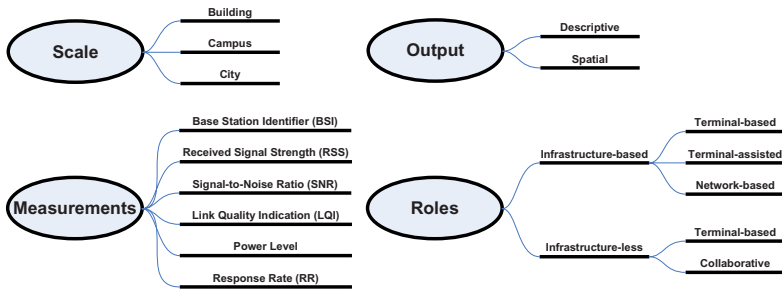 Scale
Building
Campus
City
Output
Descriptive
Spatial
Measurements
Base Station Identifier (BSI)
Received Signal Strength (RSS)
Signal-to-Noise Ratio (SNR)
Link Quality Indication (LQI)
Power Level
Response Rate (RR)
Roles
Infrastructure-based
Terminal-based
Terminal-assisted
Network-based
Infrastructure-less
Terminal-based
Collaborative